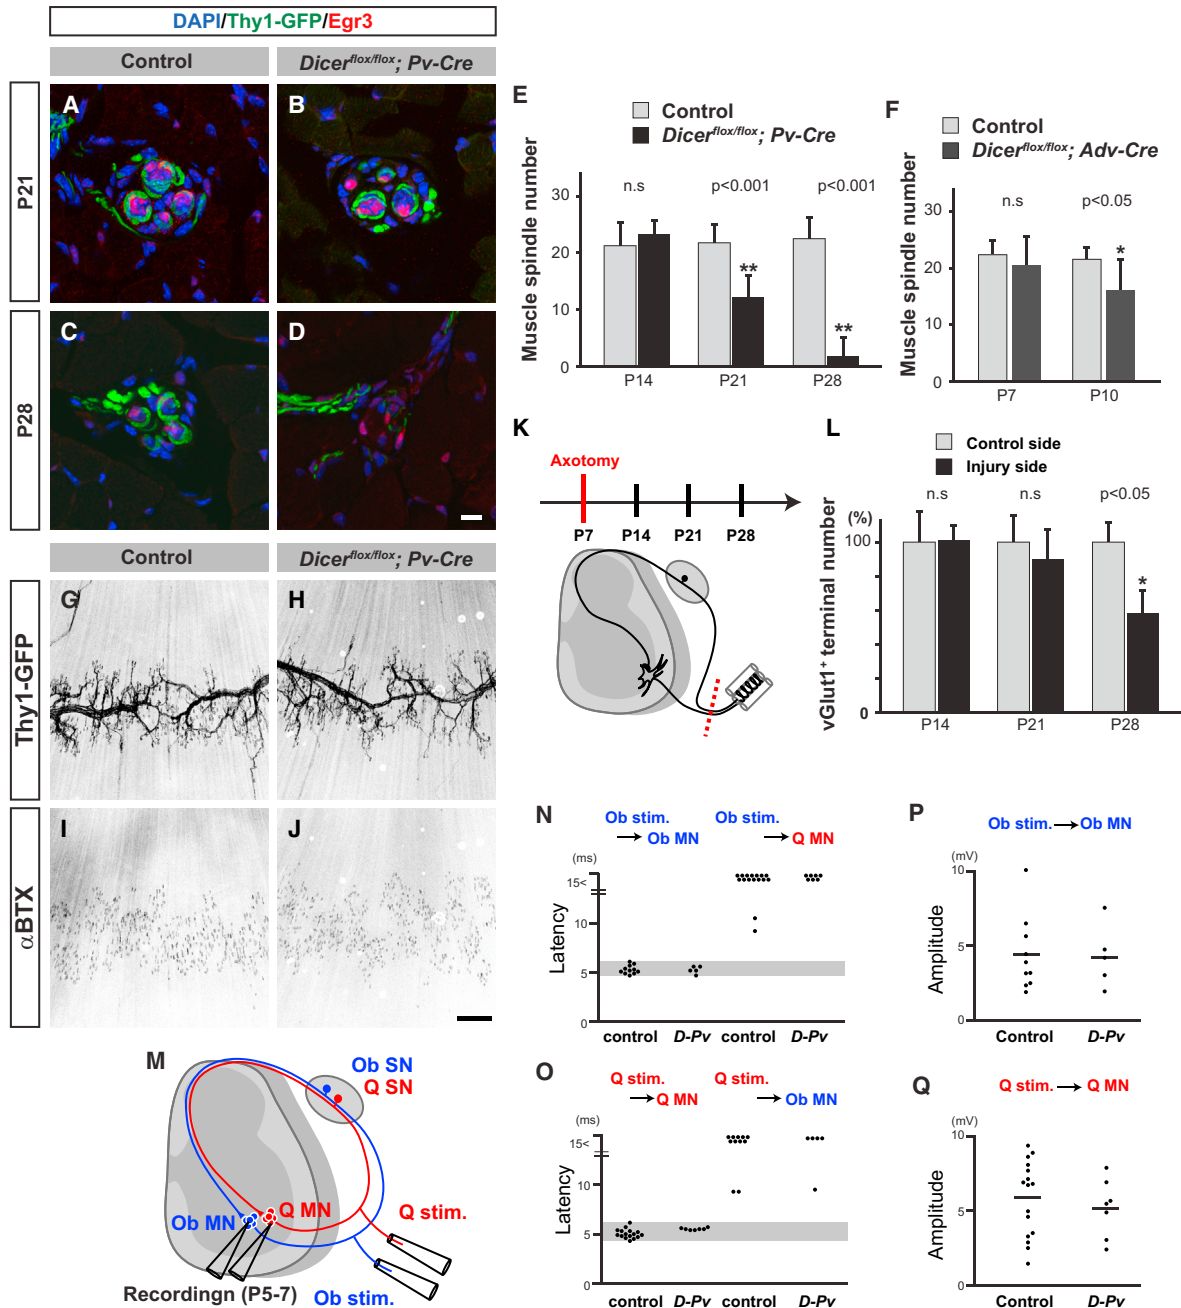 DAPI/Thy1-GFP/Egr3
Control
Dicerflox/flox; Pv-Cre
P21
P28
A
B
C
D
E
Control
Dicerflox/flox; Pv-Cre
Muscle spindle number
n.s
p<0.001
p<0.001
30
20
10
0
**
**
P14
P21
P28
F
Control
Dicerflox/flox; Adv-Cre
Muscle spindle number
n.s
p<0.05
30
20
10
0
*
P7
P10
Control
Dicerflox/flox; Pv-Cre
Thy1-GFP
αBTX
G
H
I
J
K
Axotomy
P7
P14
P21
P28
L
Control side
Injury side
n.s
n.s
p<0.05
(%)
100
0
*
vGlut1+ terminal number
P14
P21
P28
M
Ob SN
Q SN
Ob MN
Q MN
Q stim.
Ob stim.
Recordingn (P5-7)
N
Ob stim.
→Ob MN
Ob stim.
→Q MN
(ms)
15<
10
5
0
Latency
control
D-Pv
control
D-Pv
O
Q stim.
→Q MN
Q stim.
→Ob MN
(ms)
15<
10
5
0
Latency
control
D-Pv
control
D-Pv
P
Ob stim.→Ob MN
(mV)
10
5
0
Amplitude
Control
D-Pv
Q
Q stim.→Q MN
(mV)
10
5
0
Amplitude
Control
D-Pv